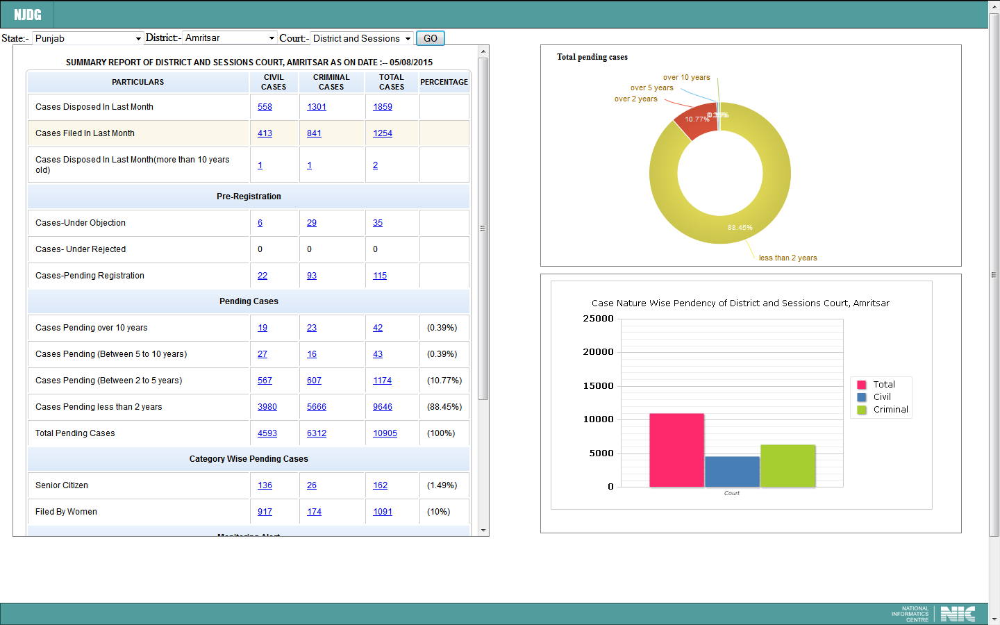 NJDG
State:- Punjab District:- Amritsar Court:- District and Sessions GO
SUMMARY REPORT OF DISTRICT AND SESSIONS COURT, AMRITSAR AS ON DATE :-- 05/08/2015
PARTICULARS CIVIL CASES CRIMINAL CASES TOTAL CASES PERCENTAGE
Cases Disposed In Last Month 558 1301 1859
Cases Filed In Last Month 413 841 1254
Cases Disposed In Last Month(more than 10 years
old) 1 1 2
Pre-Registration
Cases-Under Objection 6 29 35
Cases- Under Rejected 0 0 0
Cases-Pending Registration 22 93 115
Pending Cases
Cases Pending over 10 years 19 23 42 (0.39%)
Cases Pending (Between 5 to 10 years) 27 16 43 (0.39%)
Cases Pending (Between 2 to 5 years) 567 607 1174 (10.77%)
Cases Pending less than 2 years 3980 5666 9646 (88.45%)
Total Pending Cases 4593 6312 10905 (100%)
Category Wise Pending Cases
Senior Citizen 136 26 162 (1.49%)
Filed By Women 917 174 1091 (10%)
Monitoring Alert
Total pending cases
over 10 years
over 5 years
over 2 years
10.77%
88.45%
less than 2 years
Case Nature Wise Pendency of District and Sessions Court, Amritsar
25000
20000
15000
10000
5000
0
Court
Total
Civil
Criminal
NATIONAL
INFORMATICS
CENTRE
NIC